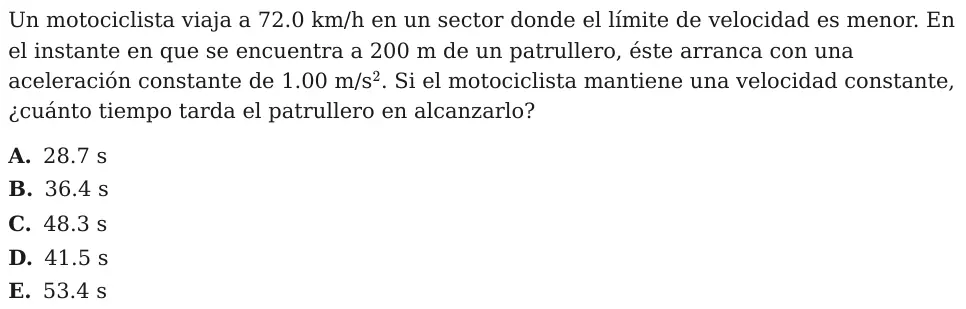 Un motociclista viaja a 72.0 km/h en un sector donde el límite de velocidad es menor. En
el instante en que se encuentra a 200 m de un patrullero, éste arranca con una
aceleración constante de 1.00 m/s². Si el motociclista mantiene una velocidad constante,
¿cuánto tiempo tarda el patrullero en alcanzarlo?
A. 28.7 s
B. 36.4 s
C. 48.3 s
D. 41.5 s
E. 53.4 s